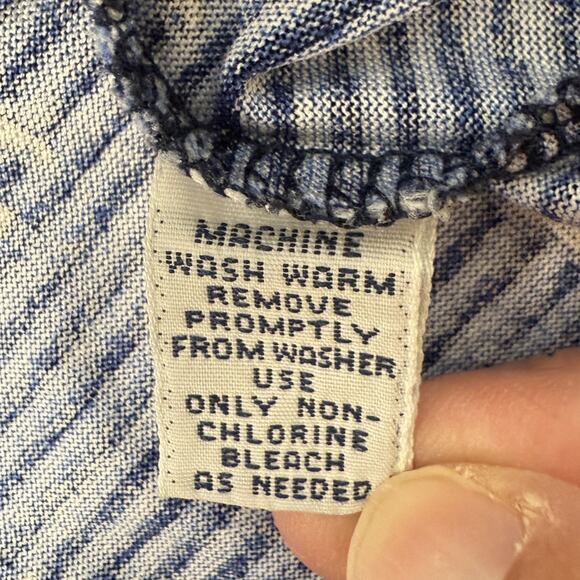 MACHINE
WASH WARM
REMOVE
PROMPTLY
FROM WASHER
USE
ONLY NON-
CHLORINE
BLEACH
AS NEEDED